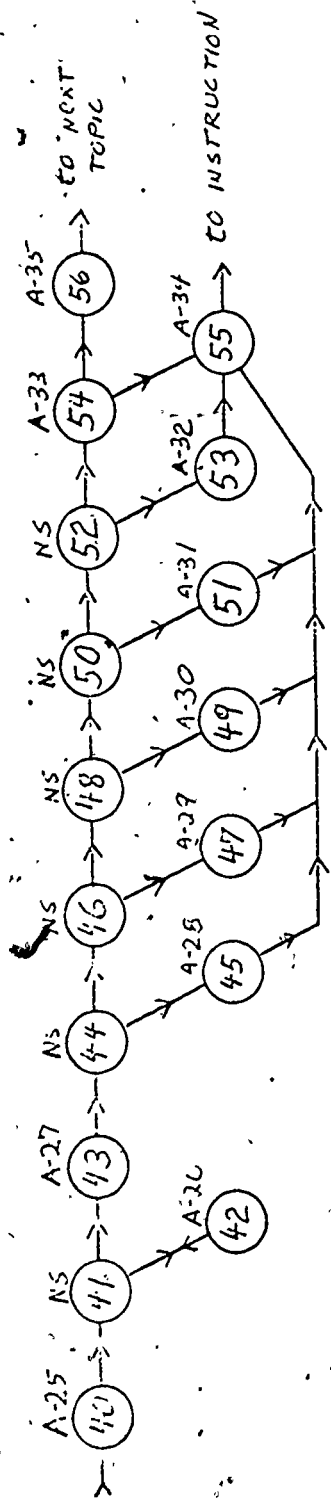 A-25
40
NS
41
A-26
42
A-27
43
NS
44
A-28
45
NS
46
A-29
47
NS
48
A-30
49
NS
50
A-31
51
NS
52
A-32
53
A-33
54
A-34
55
A-35
56
to NEXT
TOPIC
to INSTRUCTION